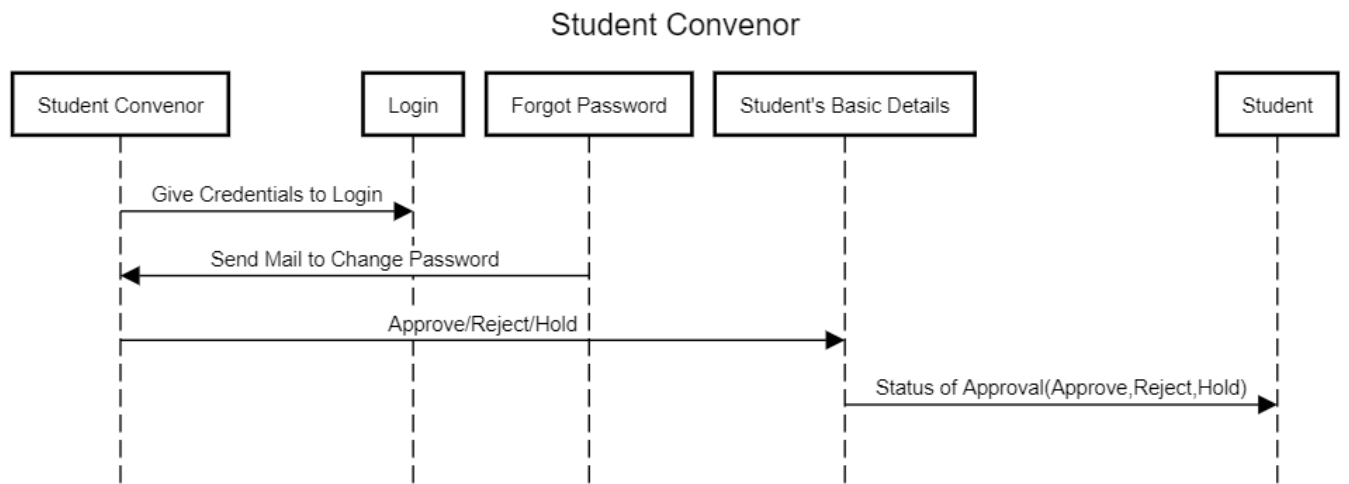 Student Convenor
Student Convenor
Login
Forgot Password
Student's Basic Details
Student
Give Credentials to Login
Send Mail to Change Password
Approve/Reject/Hold
Status of Approval(Approve,Reject,Hold)